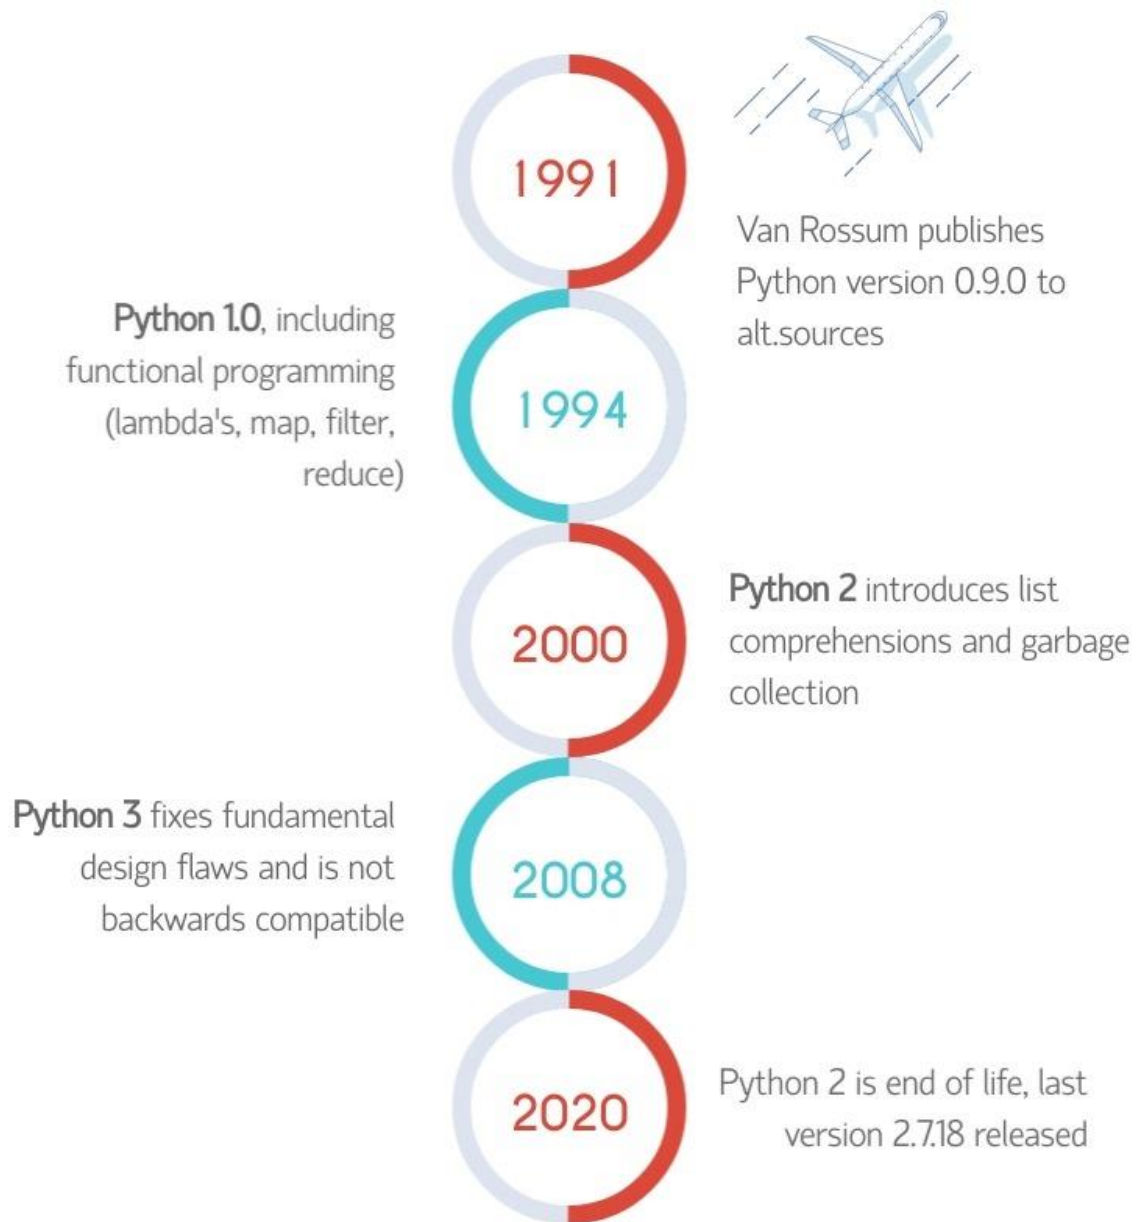 1991
Van Rossum publishes
Python version 0.9.0 to
alt.sources
Python 1.0, including
functional programming
(lambda's, map, filter,
reduce)
1994
2000
Python 2 introduces list
comprehensions and garbage
collection
Python 3 fixes fundamental
design flaws and is not
backwards compatible
2008
2020
Python 2 is end of life, last
version 2.7.18 released